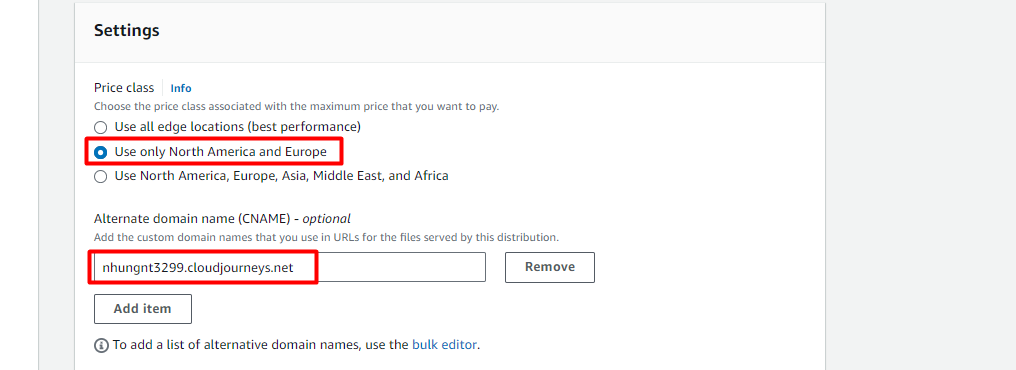 Settings
Price class Info
Choose the price class associated with the maximum price that you want to pay.
Use all edge locations (best performance)
Use only North America and Europe
Use North America, Europe, Asia, Middle East, and Africa
Alternate domain name (CNAME) - optional
Add the custom domain names that you use in URLs for the files served by this distribution.
nhungnt3299.cloudjourneys.net Remove
Add item
To add a list of alternative domain names, use the bulk editor.